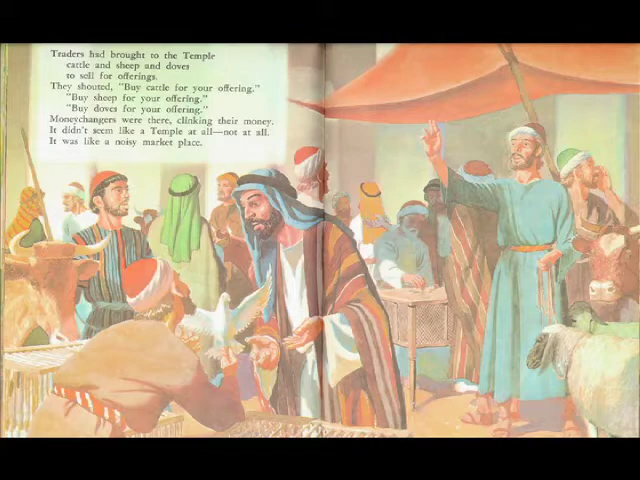 Traders had brought to the Temple
cattle and sheep and doves
to sell for offerings.
They shouted, "Buy cattle for your offering."
"Buy sheep for your offering."
"Buy doves for your offering."
Moneychangers were there, clinking their money.
It didn't seem like a Temple at all—not at all.
It was like a noisy market place.